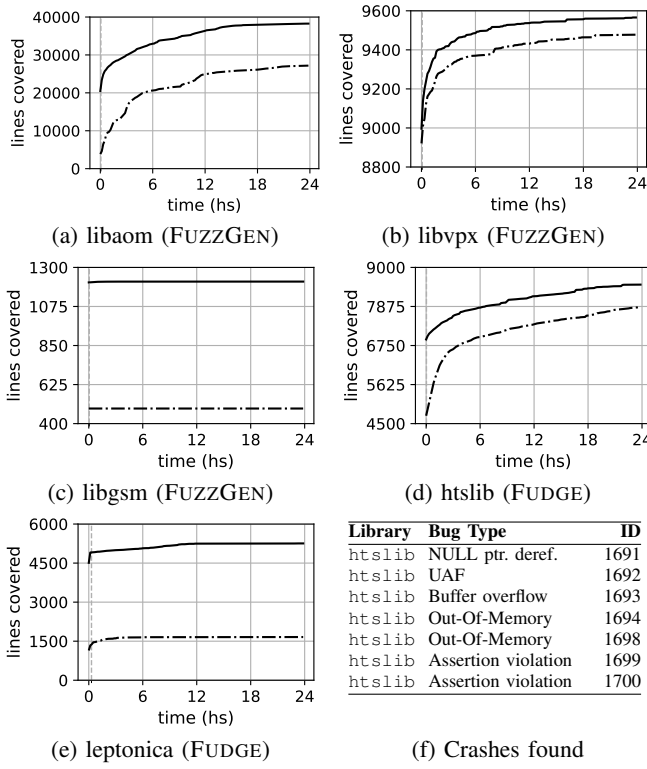 lines covered
40000
30000
20000
10000
0
0 6 12 18 24
time (hs)
(a) libaom (FUZZGEN)
lines covered
9600
9400
9200
9000
8800
0 6 12 18 24
time (hs)
(b) libvpx (FUZZGEN)
lines covered
1300
1075
850
625
400
0 6 12 18 24
time (hs)
(c) libgsm (FUZZGEN)
lines covered
9000
7875
6750
5625
4500
0 6 12 18 24
time (hs)
(d) htslib (FUDGE)
lines covered
6000
4500
3000
1500
0
0 6 12 18 24
time (hs)
(e) leptonica (FUDGE)
Library Bug Type ID
htslib NULL ptr. deref. 1691
htslib UAF 1692
htslib Buffer overflow 1693
htslib Out-Of-Memory 1694
htslib Out-Of-Memory 1698
htslib Assertion violation 1699
htslib Assertion violation 1700
(f) Crashes found